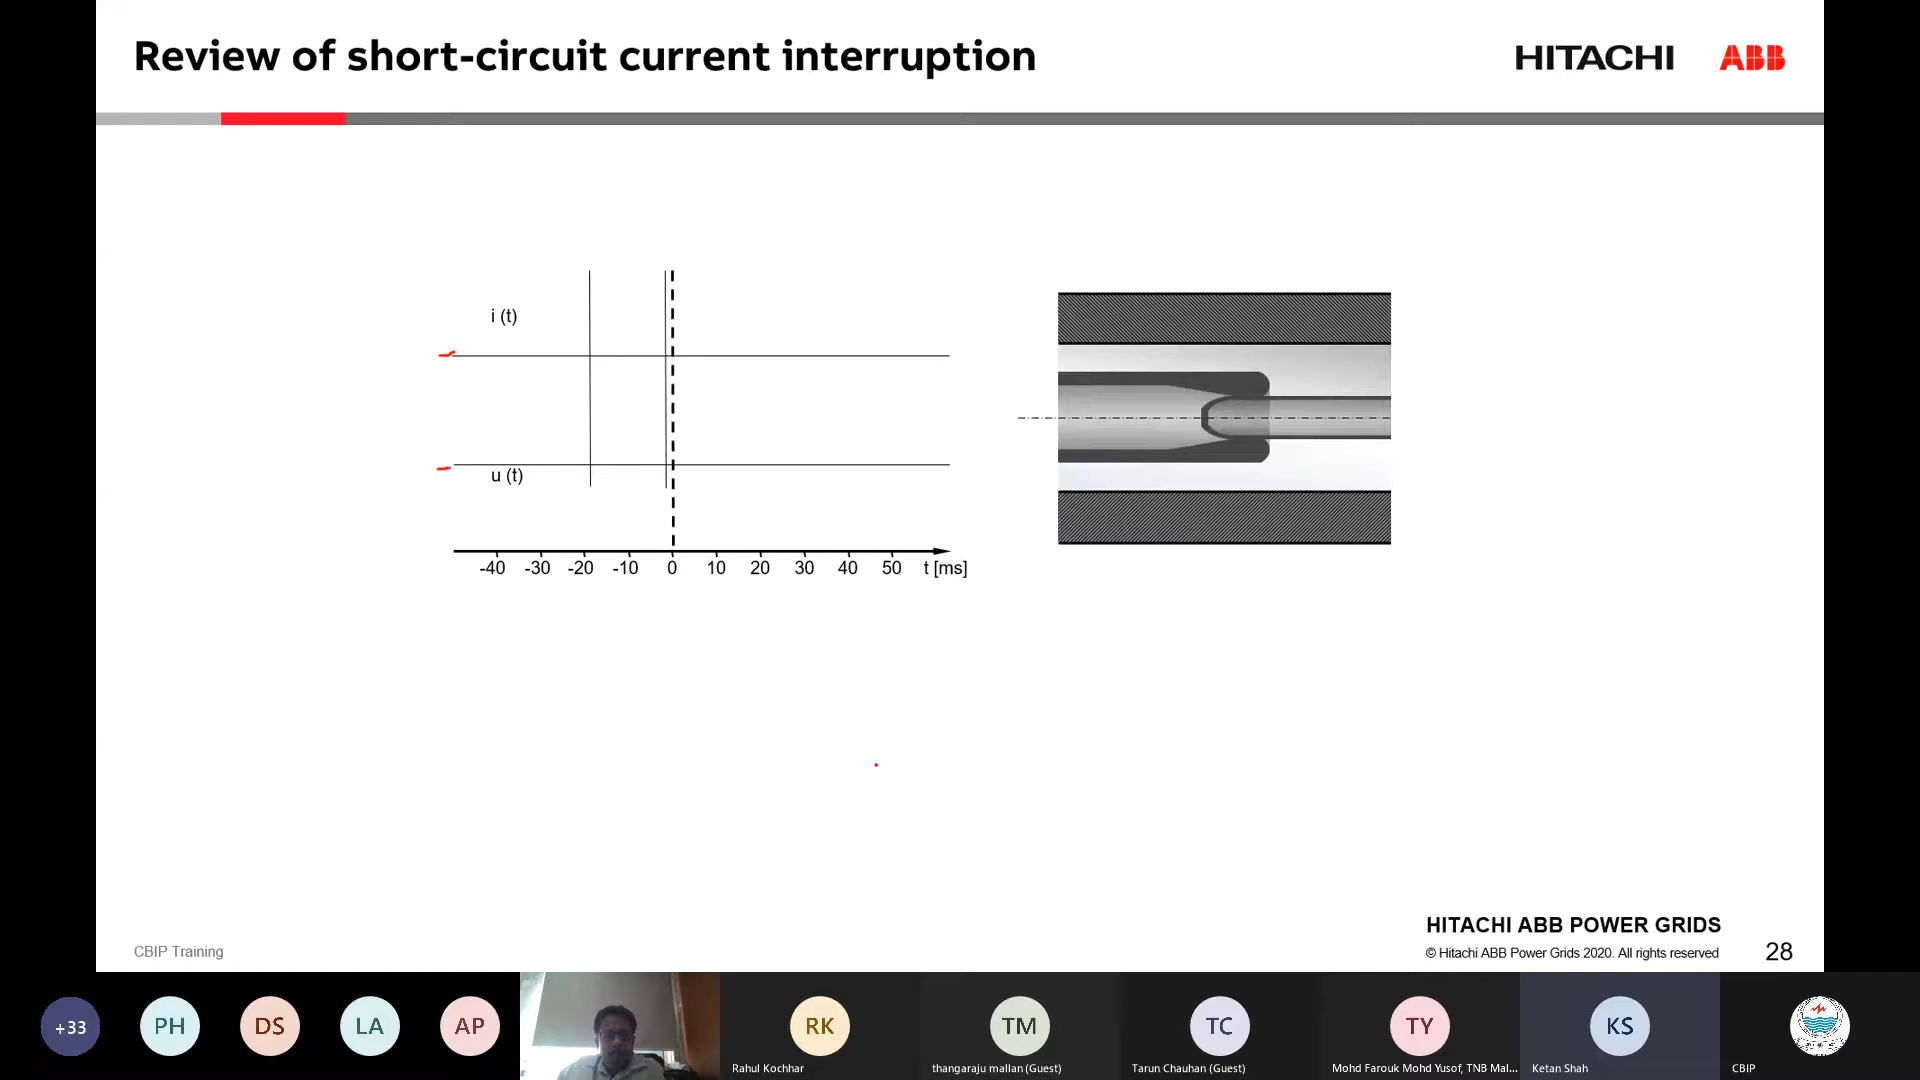 Review of short-circuit current interruption
HITACHI ABB
i (t)
u (t)
-40 -30 -20 -10 0 10 20 30 40 50 t [ms]
HITACHI ABB POWER GRIDS
CBIP Training
© Hitachi ABB Power Grids 2020. All rights reserved
28
+33 PH DS LA AP RK TM TC TY KS
Rahul Kochhar thangaraju mallan (Guest) Tarun Chauhan (Guest) Mohd Farouk Mohd Yusof, TNB Mal... Ketan Shah CBIP